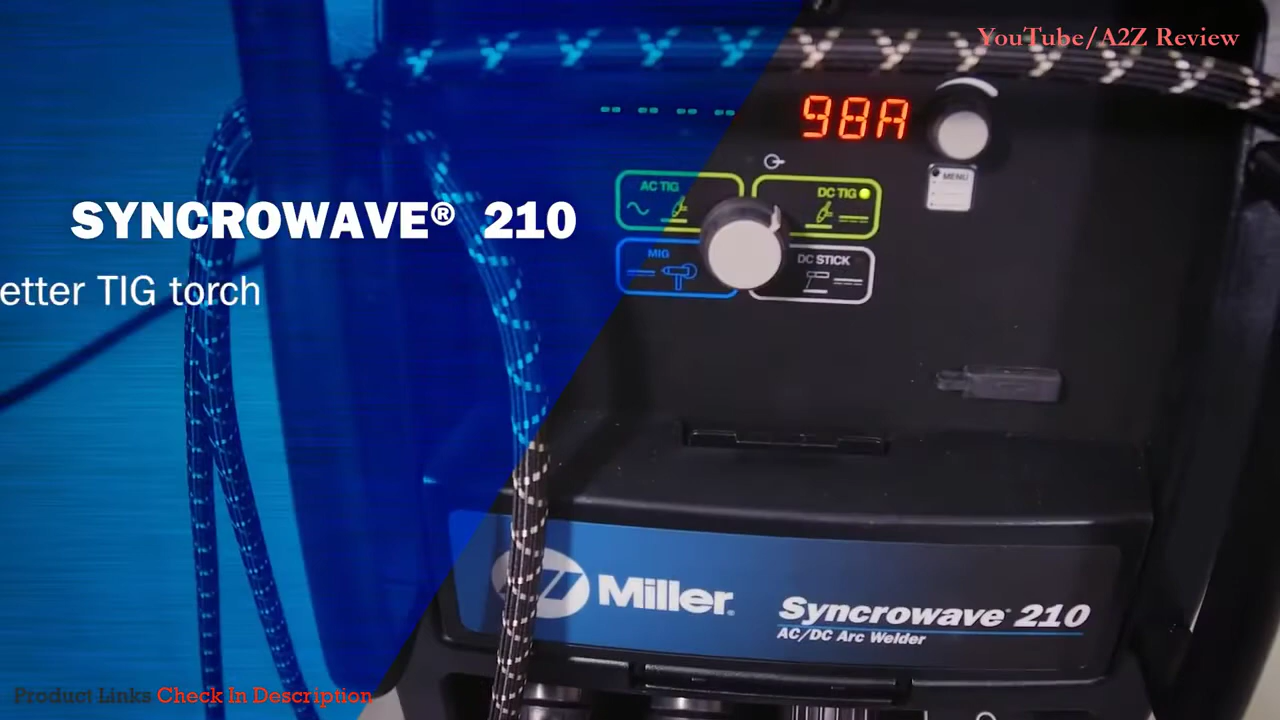 YouTube/A2Z Review
98A
AC TIG
DC TIG
MENU
SYNCROWAVE® 210
MIG
DC STICK
etter TIG torch
Miller®
Syncrowave® 210
AC/DC Arc Welder
Product Links Check In Description